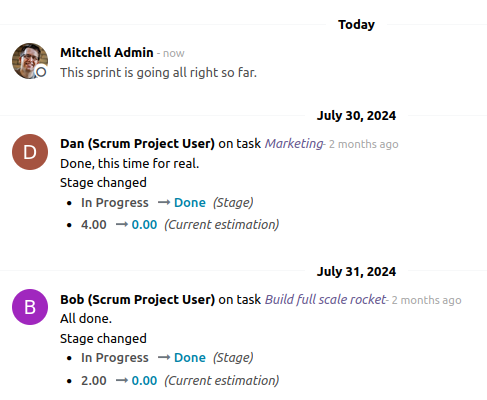 Today
Mitchell Admin - now
This sprint is going all right so far.
July 30, 2024
D
Dan (Scrum Project User) on task Marketing- 2 months ago
Done, this time for real.
Stage changed
• In Progress → Done (Stage)
• 4.00 → 0.00 (Current estimation)
July 31, 2024
B
Bob (Scrum Project User) on task Build full scale rocket- 2 months ago
All done.
Stage changed
• In Progress → Done (Stage)
• 2.00 → 0.00 (Current estimation)